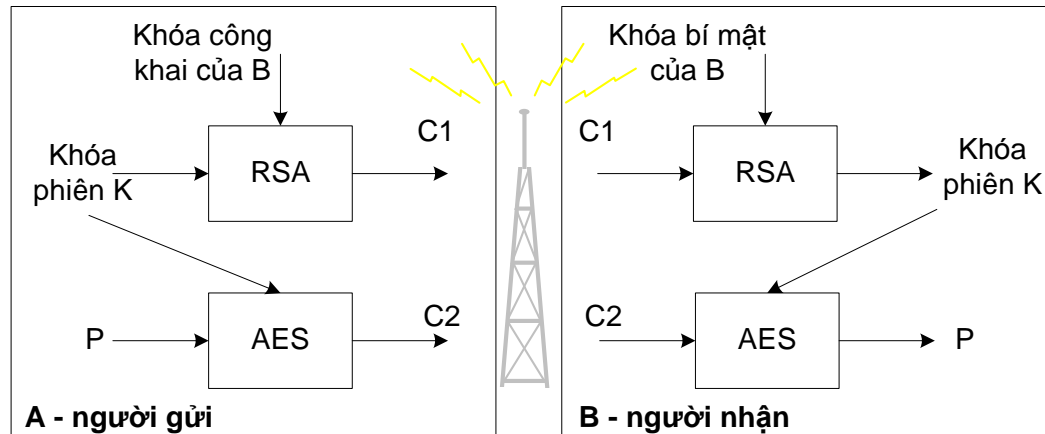 Khóa công
khai của B
C1
RSA
Khóa
phiên K
C2
P
AES
A - người gửi
Khóa bí mật
của B
C1
RSA
Khóa
phiên K
C2
AES
P
B - người nhận